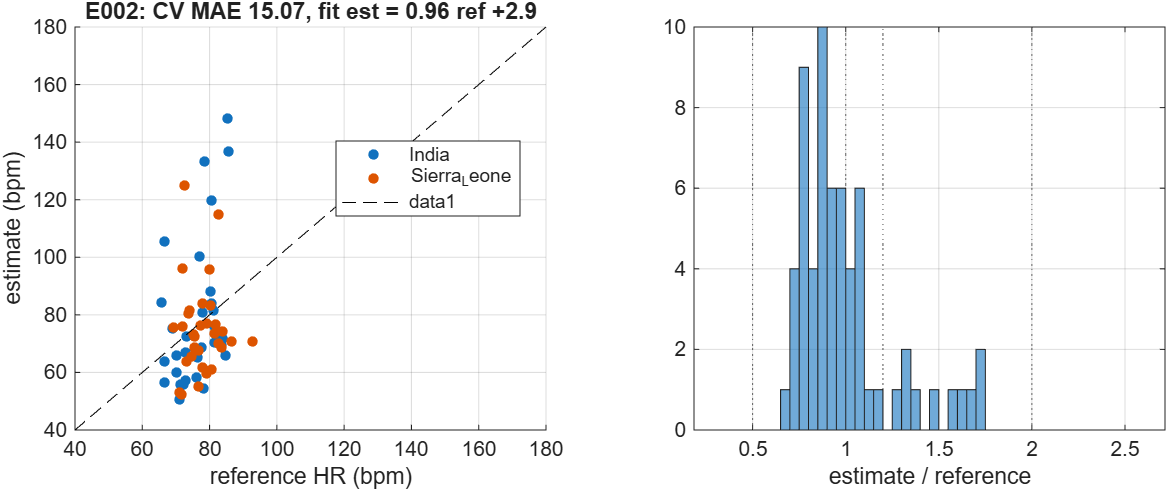 E002: CV MAE 15.07, fit est = 0.96 ref +2.9
180
160
140
120
100
80
60
40
estimate (bpm)
India
Sierra_Leone
data1
40 60 80 100 120 140 160 180
reference HR (bpm)
10
8
6
4
2
0
0.5 1 1.5 2 2.5
estimate / reference